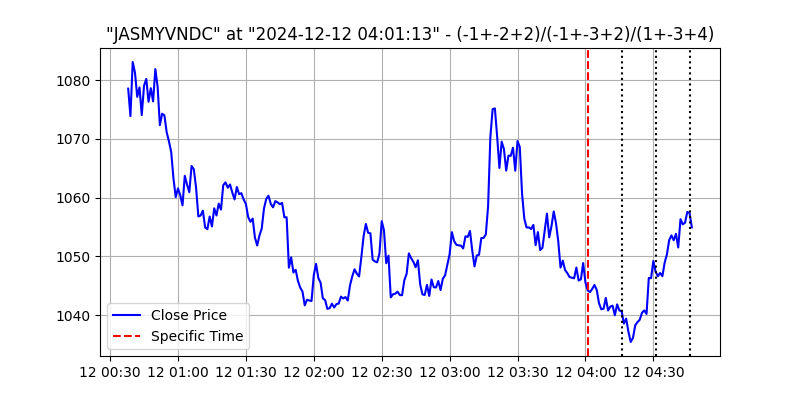 "JASMYVNDC" at "2024-12-12 04:01:13" - (-1+-2+2)/(-1+-3+2)/(1+-3+4)
1080
1070
1060
1050
1040
Close Price
Specific Time
12 00:30 12 01:00 12 01:30 12 02:00 12 02:30 12 03:00 12 03:30 12 04:00 12 04:30